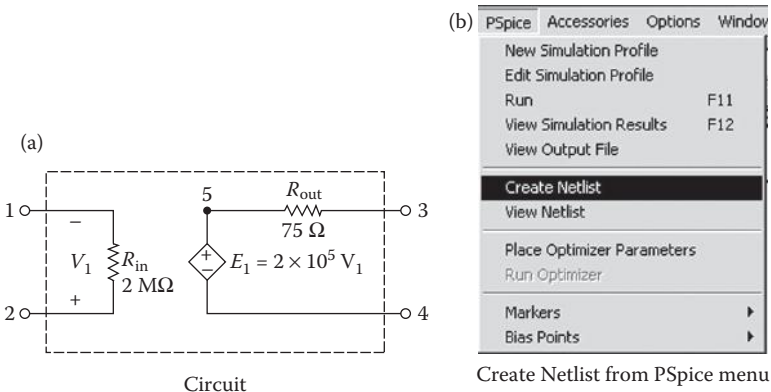 (a)
1
2
−
V1
+
Rin
2 MΩ
5
+
−
E1 = 2 × 10^5 V1
Rout
75 Ω
3
4
Circuit
(b)
PSpice Accessories Options Window
New Simulation Profile
Edit Simulation Profile
Run F11
View Simulation Results F12
View Output File
Create Netlist
View Netlist
Place Optimizer Parameters
Run Optimizer
Markers
Bias Points
Create Netlist from PSpice menu